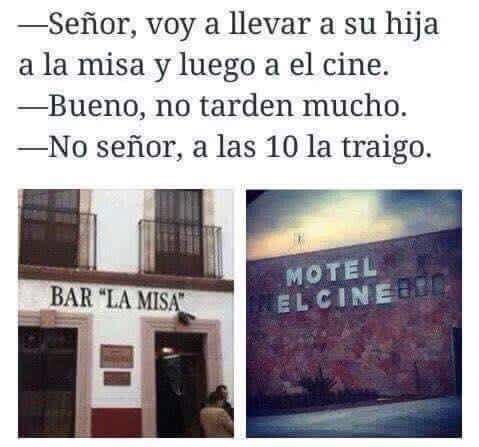 —Señor, voy a llevar a su hija
a la misa y luego a el cine.
—Bueno, no tarden mucho.
—No señor, a las 10 la traigo.
BAR "LA MISA"
MOTEL
EL CINE